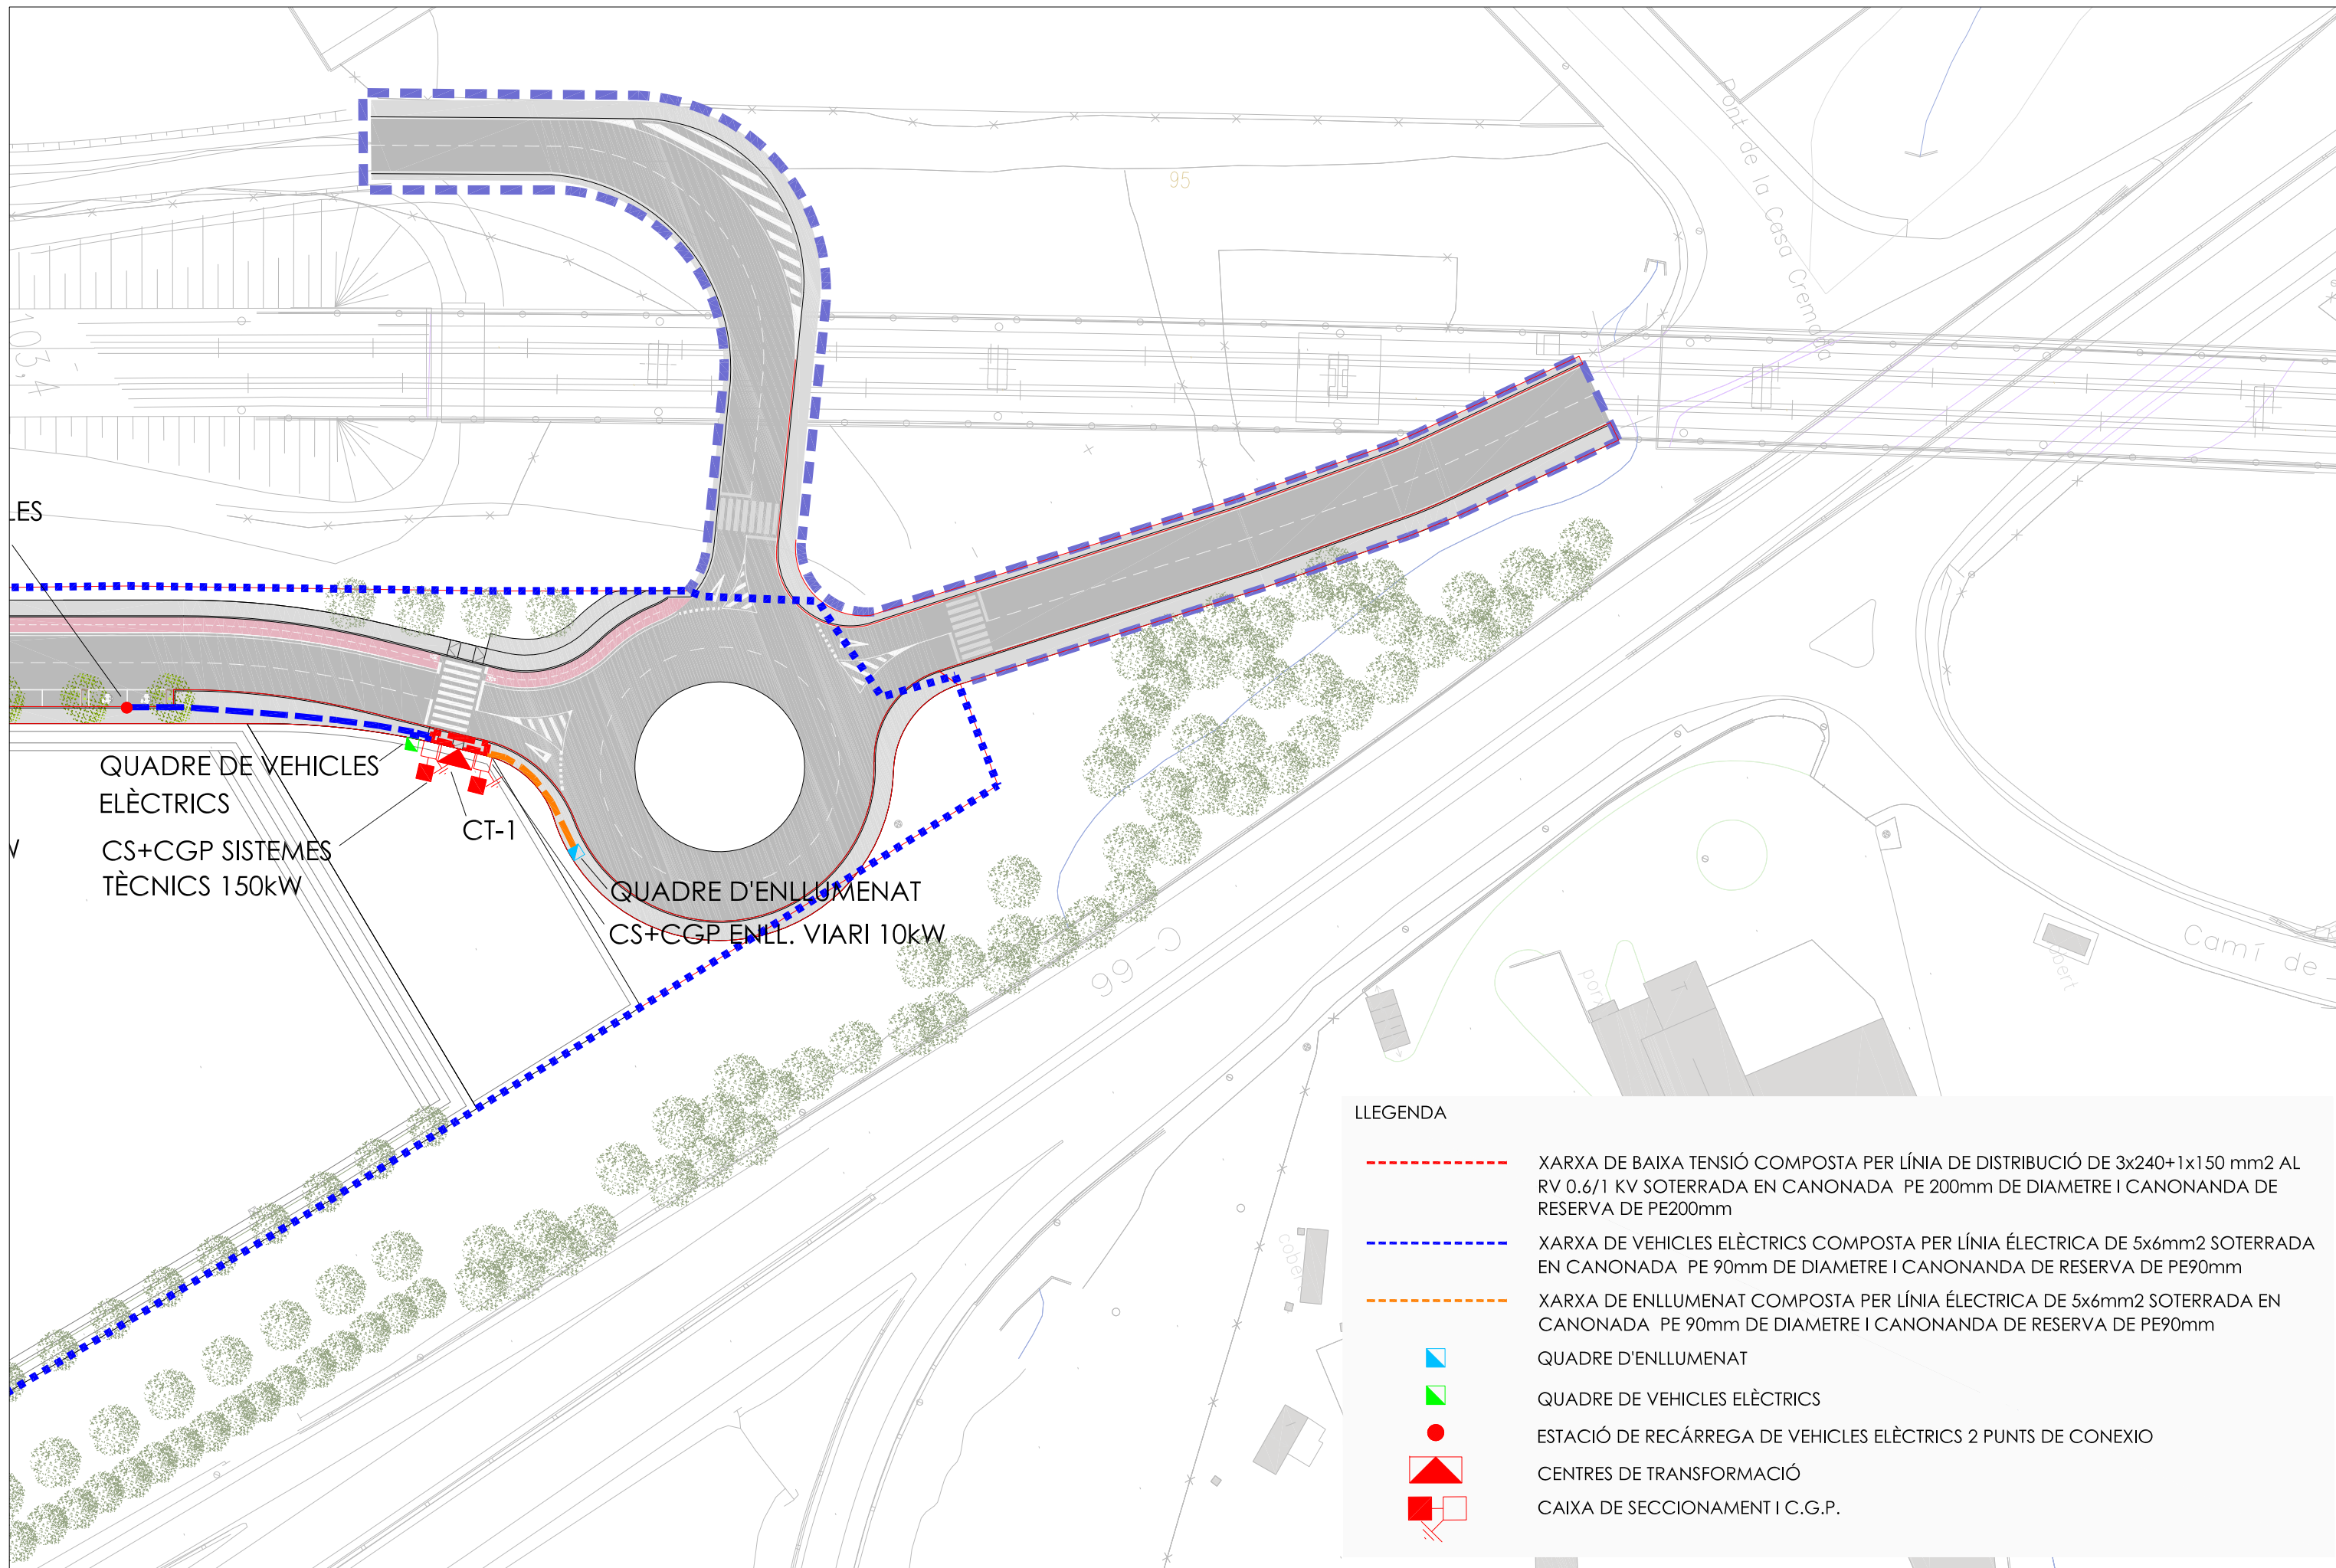 Pont de la Casa Cremada
95
103,4
LES
QUADRE DE VEHICLES
ELÈCTRICS
CS+CGP SISTEMES
TÈCNICS 150kW
CT-1
QUADRE D'ENLLUMENAT
CS+CGP ENLL. VIARI 10kW
C-66
Camí de
LLEGENDA
XARXA DE BAIXA TENSIÓ COMPOSTA PER LÍNIA DE DISTRIBUCIÓ DE 3x240+1x150 mm2 AL
RV 0.6/1 KV SOTERRADA EN CANONADA PE 200mm DE DIAMETRE I CANONANDA DE
RESERVA DE PE200mm
XARXA DE VEHICLES ELÈCTRICS COMPOSTA PER LÍNIA ÉLECTRICA DE 5x6mm2 SOTERRADA
EN CANONADA PE 90mm DE DIAMETRE I CANONANDA DE RESERVA DE PE90mm
XARXA DE ENLLUMENAT COMPOSTA PER LÍNIA ÉLECTRICA DE 5x6mm2 SOTERRADA EN
CANONADA PE 90mm DE DIAMETRE I CANONANDA DE RESERVA DE PE90mm
QUADRE D'ENLLUMENAT
QUADRE DE VEHICLES ELÈCTRICS
ESTACIÓ DE RECÁRREGA DE VEHICLES ELÈCTRICS 2 PUNTS DE CONEXIO
CENTRES DE TRANSFORMACIÓ
CAIXA DE SECCIONAMENT I C.G.P.